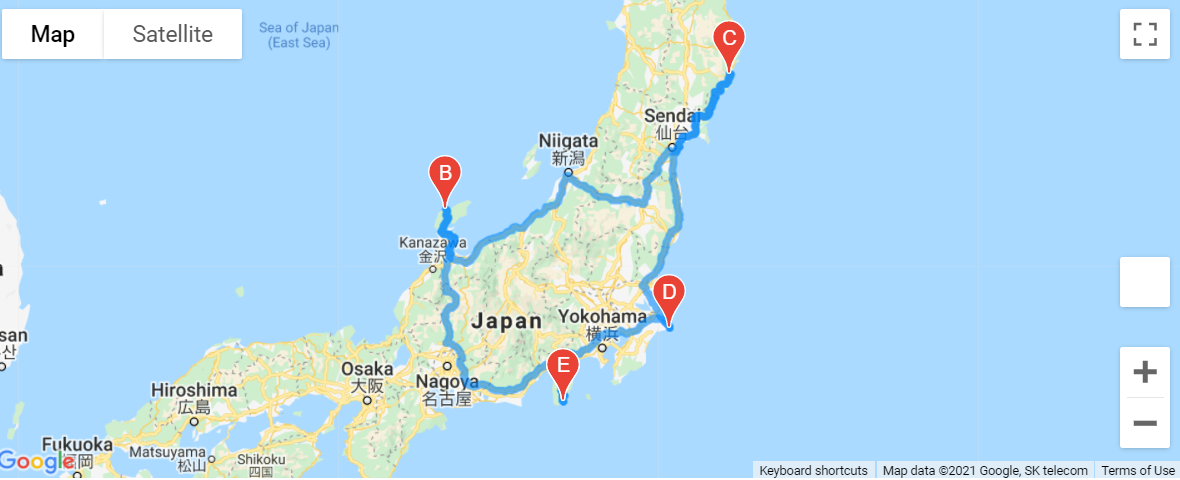 Map
Satellite
Sea of Japan
(East Sea)
C
Sendai
仙台
Niigata
新潟
B
Kanazawa
金沢
D
Japan
Yokohama
横浜
E
Osaka
大阪
Nagoya
名古屋
Hiroshima
広島
Fukuoka
Matsuyama
松山
Shikoku
四国
san
산
Google
岡
Keyboard shortcuts
Map data ©2021 Google, SK telecom
Terms of Use